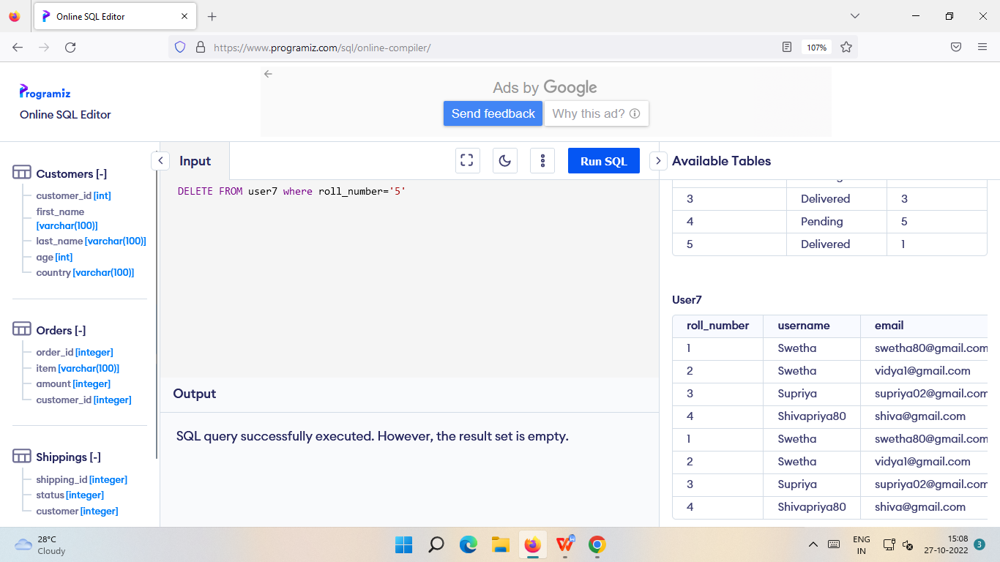 Online SQL Editor
https://www.programiz.com/sql/online-compiler/
107%
Programiz
Online SQL Editor
Ads by Google
Send feedback
Why this ad?
Customers [-]
customer_id [int]
first_name
[varchar(100)]
last_name [varchar(100)]
age [int]
country [varchar(100)]
Orders [-]
order_id [integer]
item [varchar(100)]
amount [integer]
customer_id [integer]
Shippings [-]
shipping_id [integer]
status [integer]
customer [integer]
Input
Run SQL
DELETE FROM user7 where roll_number='5'
Output
SQL query successfully executed. However, the result set is empty.
Available Tables
3 Delivered 3
4 Pending 5
5 Delivered 1
User7
roll_number username email
1 Swetha swetha80@gmail.com
2 Swetha vidya1@gmail.com
3 Supriya supriya02@gmail.com
4 Shivapriya80 shiva@gmail.com
1 Swetha swetha80@gmail.com
2 Swetha vidya1@gmail.com
3 Supriya supriya02@gmail.com
4 Shivapriya80 shiva@gmail.com
28°C
Cloudy
ENG
IN
15:08
27-10-2022
3